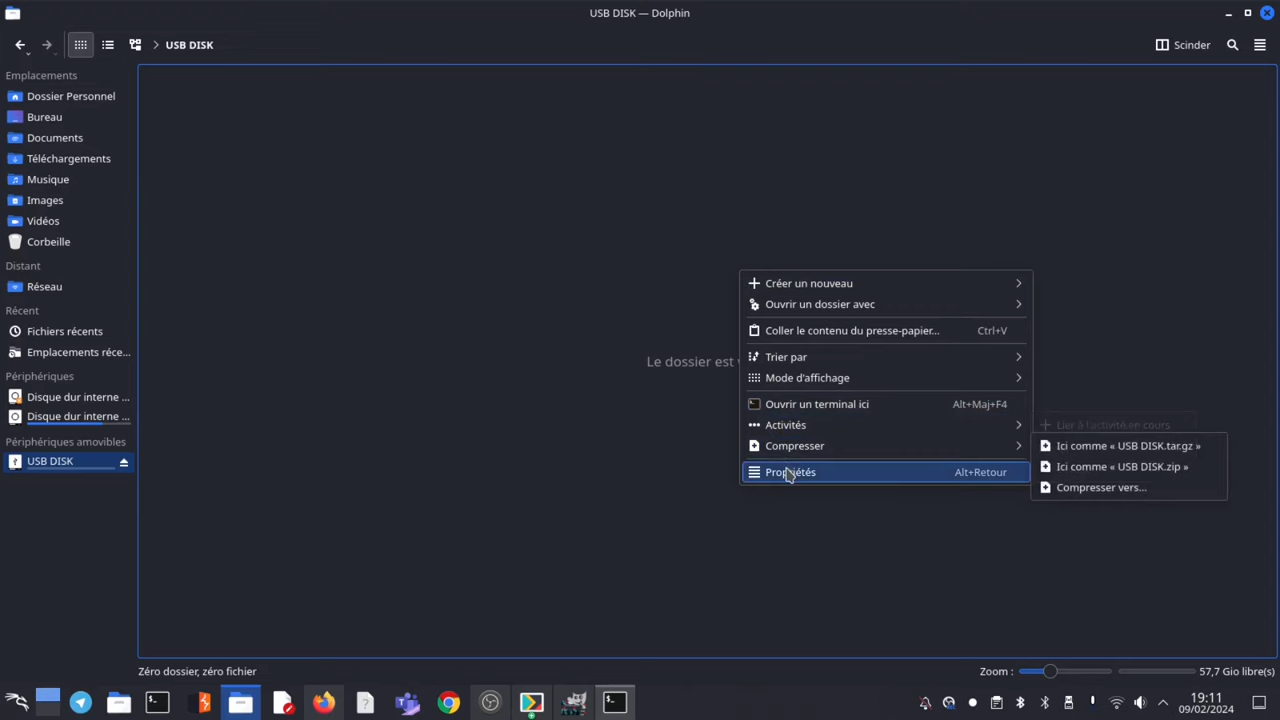 USB DISK — Dolphin
USB DISK
Scinder
Emplacements
Dossier Personnel
Bureau
Documents
Téléchargements
Musique
Images
Vidéos
Corbeille
Distant
Réseau
Récent
Fichiers récents
Emplacements réce...
Périphériques
Disque dur interne ...
Disque dur interne ...
Périphériques amovibles
USB DISK
Le dossier est
Créer un nouveau
Ouvrir un dossier avec
Coller le contenu du presse-papier... Ctrl+V
Trier par
Mode d'affichage
Ouvrir un terminal ici Alt+Maj+F4
Activités
Compresser
Propriétés Alt+Retour
Lier à l'activité en cours
Ici comme « USB DISK.tar.gz »
Ici comme « USB DISK.zip »
Compresser vers...
Zéro dossier, zéro fichier
Zoom :
57,7 Gio libre(s)
19:11
09/02/2024